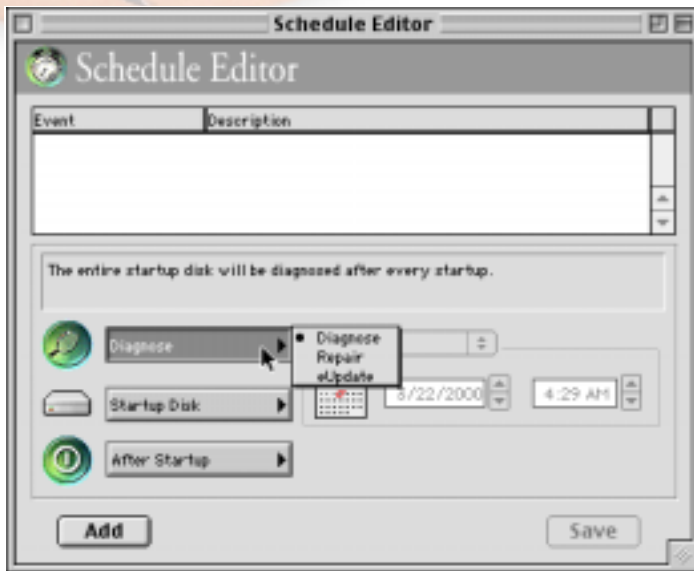 Schedule Editor
Schedule Editor
Event Description
The entire startup disk will be diagnosed after every startup.
Diagnose
Diagnose
Repair
eUpdate
Startup Disk
/22/2000
4:29 AM
After Startup
Add
Save